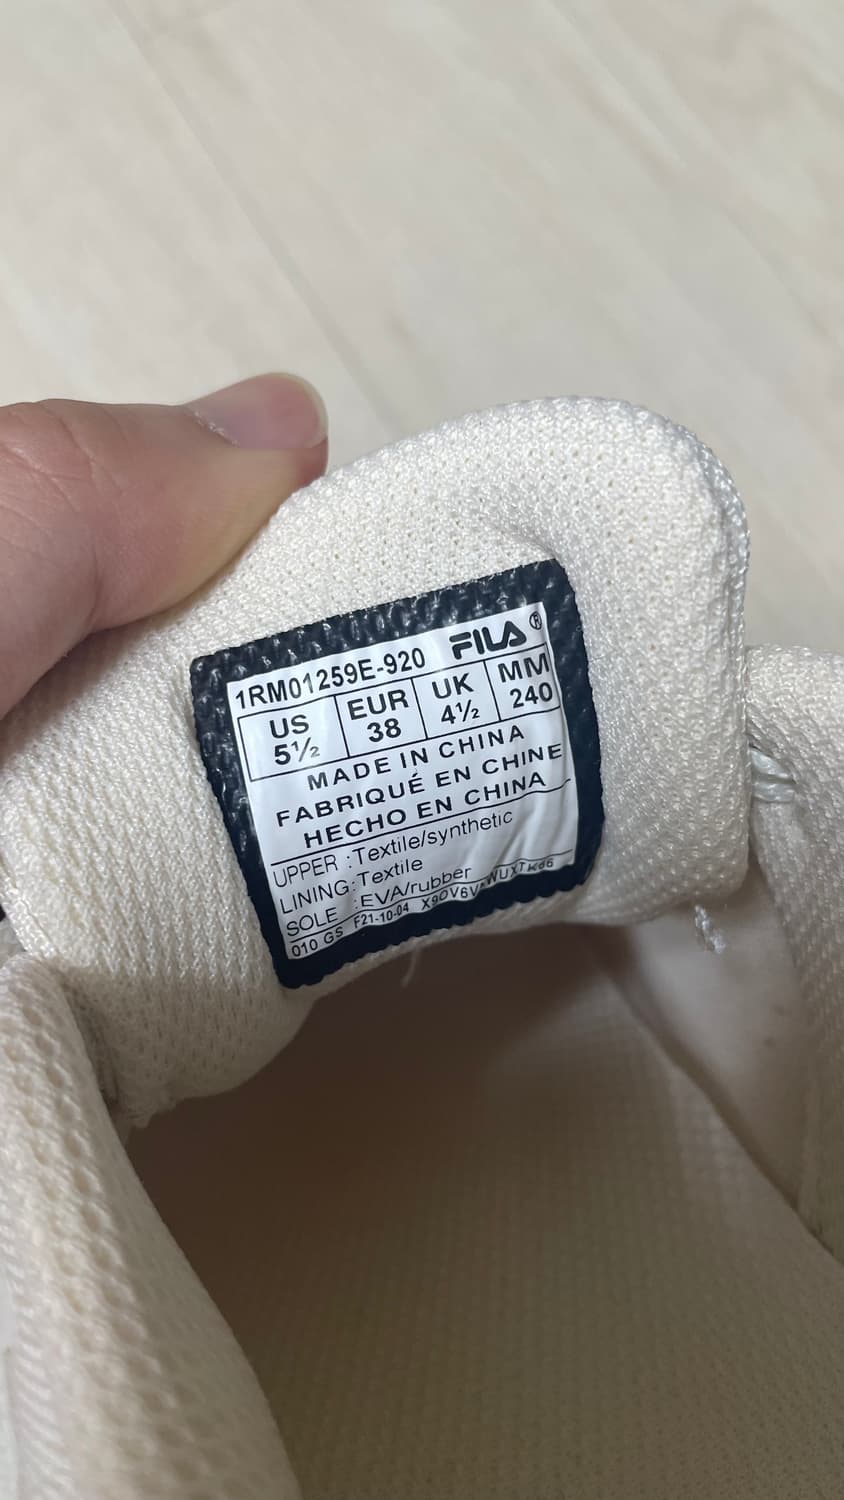 1RM01259E-920 FILA®
US EUR UK MM
5½ 38 4½ 240
MADE IN CHINA
FABRIQUÉ EN CHINE
HECHO EN CHINA
UPPER :Textile/synthetic
LINING:Textile
SOLE :EVA/rubber
010 GS F21-10-04